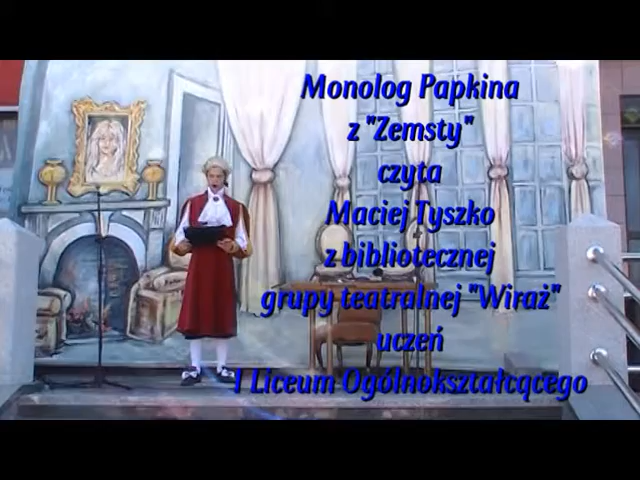 Monolog Papkina
z "Zemsty"
czyta
Maciej Tyszko
z bibliotecznej
grupy teatralnej "Wiraż"
uczeń
I Liceum Ogólnokształcącego